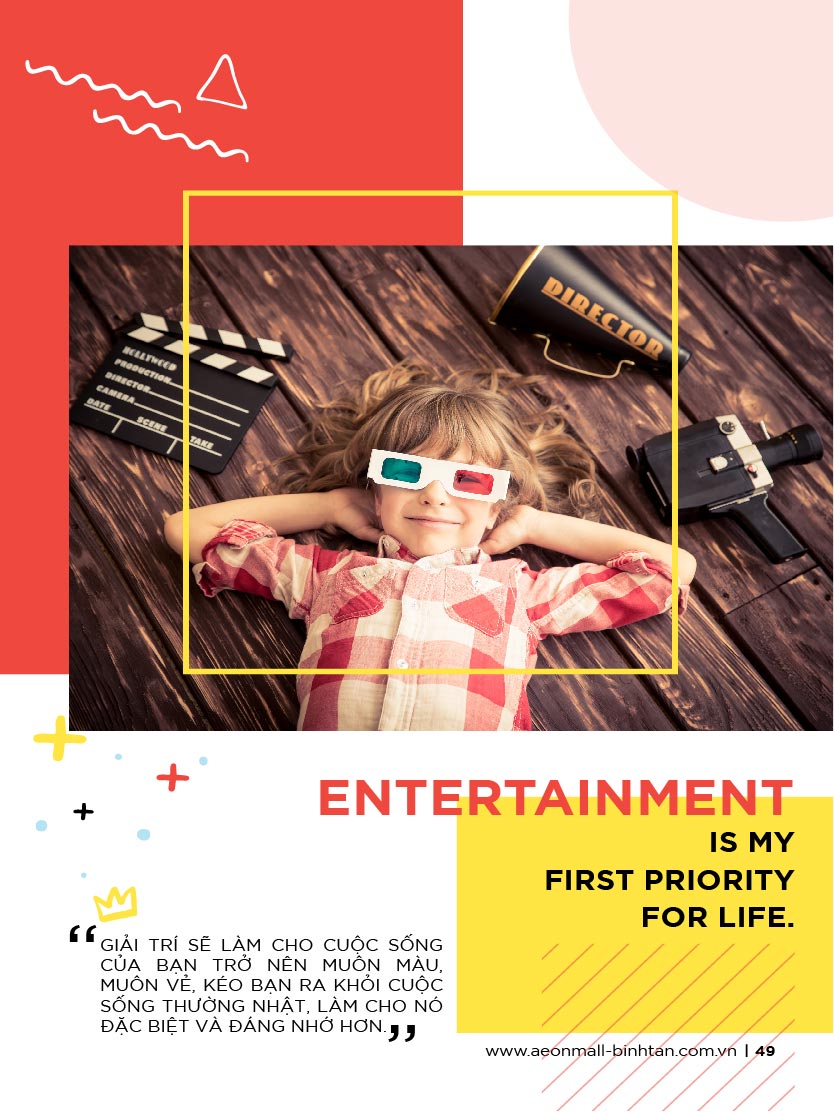 DIRECTOR
HOLLYWOOD
PRODUCTION
DIRECTOR
CAMERA
DATE SCENE TAKE
ENTERTAINMENT
IS MY
FIRST PRIORITY
FOR LIFE.
“GIẢI TRÍ SẼ LÀM CHO CUỘC SỐNG
CỦA BẠN TRỞ NÊN MUÔN MÀU,
MUÔN VẺ, KÉO BẠN RA KHỎI CUỘC
SỐNG THƯỜNG NHẬT, LÀM CHO NÓ
ĐẶC BIỆT VÀ ĐÁNG NHỚ HƠN.”
www.aeonmall-binhtan.com.vn | 49